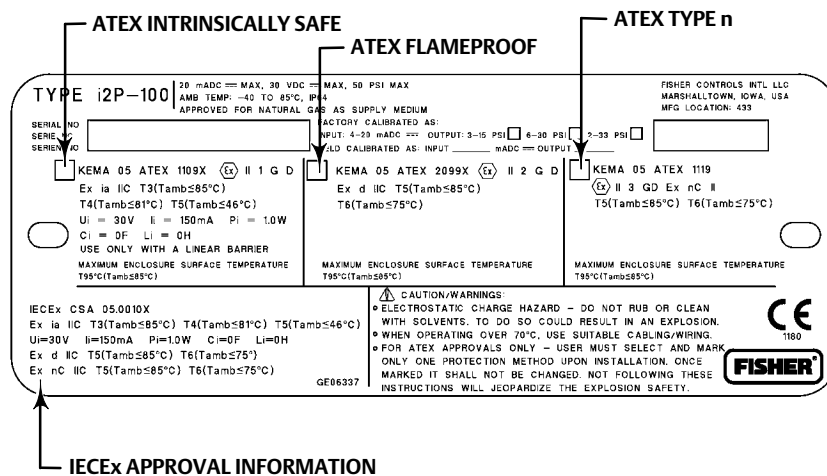 ATEX INTRINSICALLY SAFE
ATEX FLAMEPROOF
ATEX TYPE n
TYPE i2P-100
20 mADC ⎓ MAX, 30 VDC ⎓ MAX, 50 PSI MAX
AMB TEMP: -40 TO 85°C, IP64
APPROVED FOR NATURAL GAS AS SUPPLY MEDIUM
FISHER CONTROLS INTL LLC
MARSHALLTOWN, IOWA, USA
MFG LOCATION: 433
SERIAL NO
SERIE NO
SERIEN NO
FACTORY CALIBRATED AS:
INPUT: 4-20 mADC ⎓ OUTPUT: 3-15 PSI 6-30 PSI 2-33 PSI
FIELD CALIBRATED AS: INPUT ______ mADC ⎓ OUTPUT ______
KEMA 05 ATEX 1109X Ex II 1 G D
Ex ia IIC T3(Tamb≤85°C)
T4(Tamb≤81°C) T5(Tamb≤46°C)
Ui = 30V Ii = 150mA Pi = 1.0W
Ci = 0F Li = 0H
USE ONLY WITH A LINEAR BARRIER
MAXIMUM ENCLOSURE SURFACE TEMPERATURE
T95°C(Tamb≤85°C)
KEMA 05 ATEX 2099X Ex II 2 G D
Ex d IIC T5(Tamb≤85°C)
T6(Tamb≤75°C)
MAXIMUM ENCLOSURE SURFACE TEMPERATURE
T95°C(Tamb≤85°C)
KEMA 05 ATEX 1119
Ex II 3 GD Ex nC II
T5(Tamb≤85°C) T6(Tamb≤75°C)
MAXIMUM ENCLOSURE SURFACE TEMPERATURE
T95°C(Tamb≤85°C)
IECEx CSA 05.0010X
Ex ia IIC T3(Tamb≤85°C) T4(Tamb≤81°C) T5(Tamb≤46°C)
Ui=30V Ii=150mA Pi=1.0W Ci=0F Li=0H
Ex d IIC T5(Tamb≤85°C) T6(Tamb≤75°)
Ex nC IIC T5(Tamb≤85°C) T6(Tamb≤75°C)
GE06337
CAUTION/WARNINGS:
ELECTROSTATIC CHARGE HAZARD - DO NOT RUB OR CLEAN
WITH SOLVENTS. TO DO SO COULD RESULT IN AN EXPLOSION.
WHEN OPERATING OVER 70°C, USE SUITABLE CABLING/WIRING.
FOR ATEX APPROVALS ONLY - USER MUST SELECT AND MARK
ONLY ONE PROTECTION METHOD UPON INSTALLATION. ONCE
MARKED IT SHALL NOT BE CHANGED. NOT FOLLOWING THESE
INSTRUCTIONS WILL JEOPARDIZE THE EXPLOSION SAFETY.
CE
1180
FISHER
IECEx APPROVAL INFORMATION